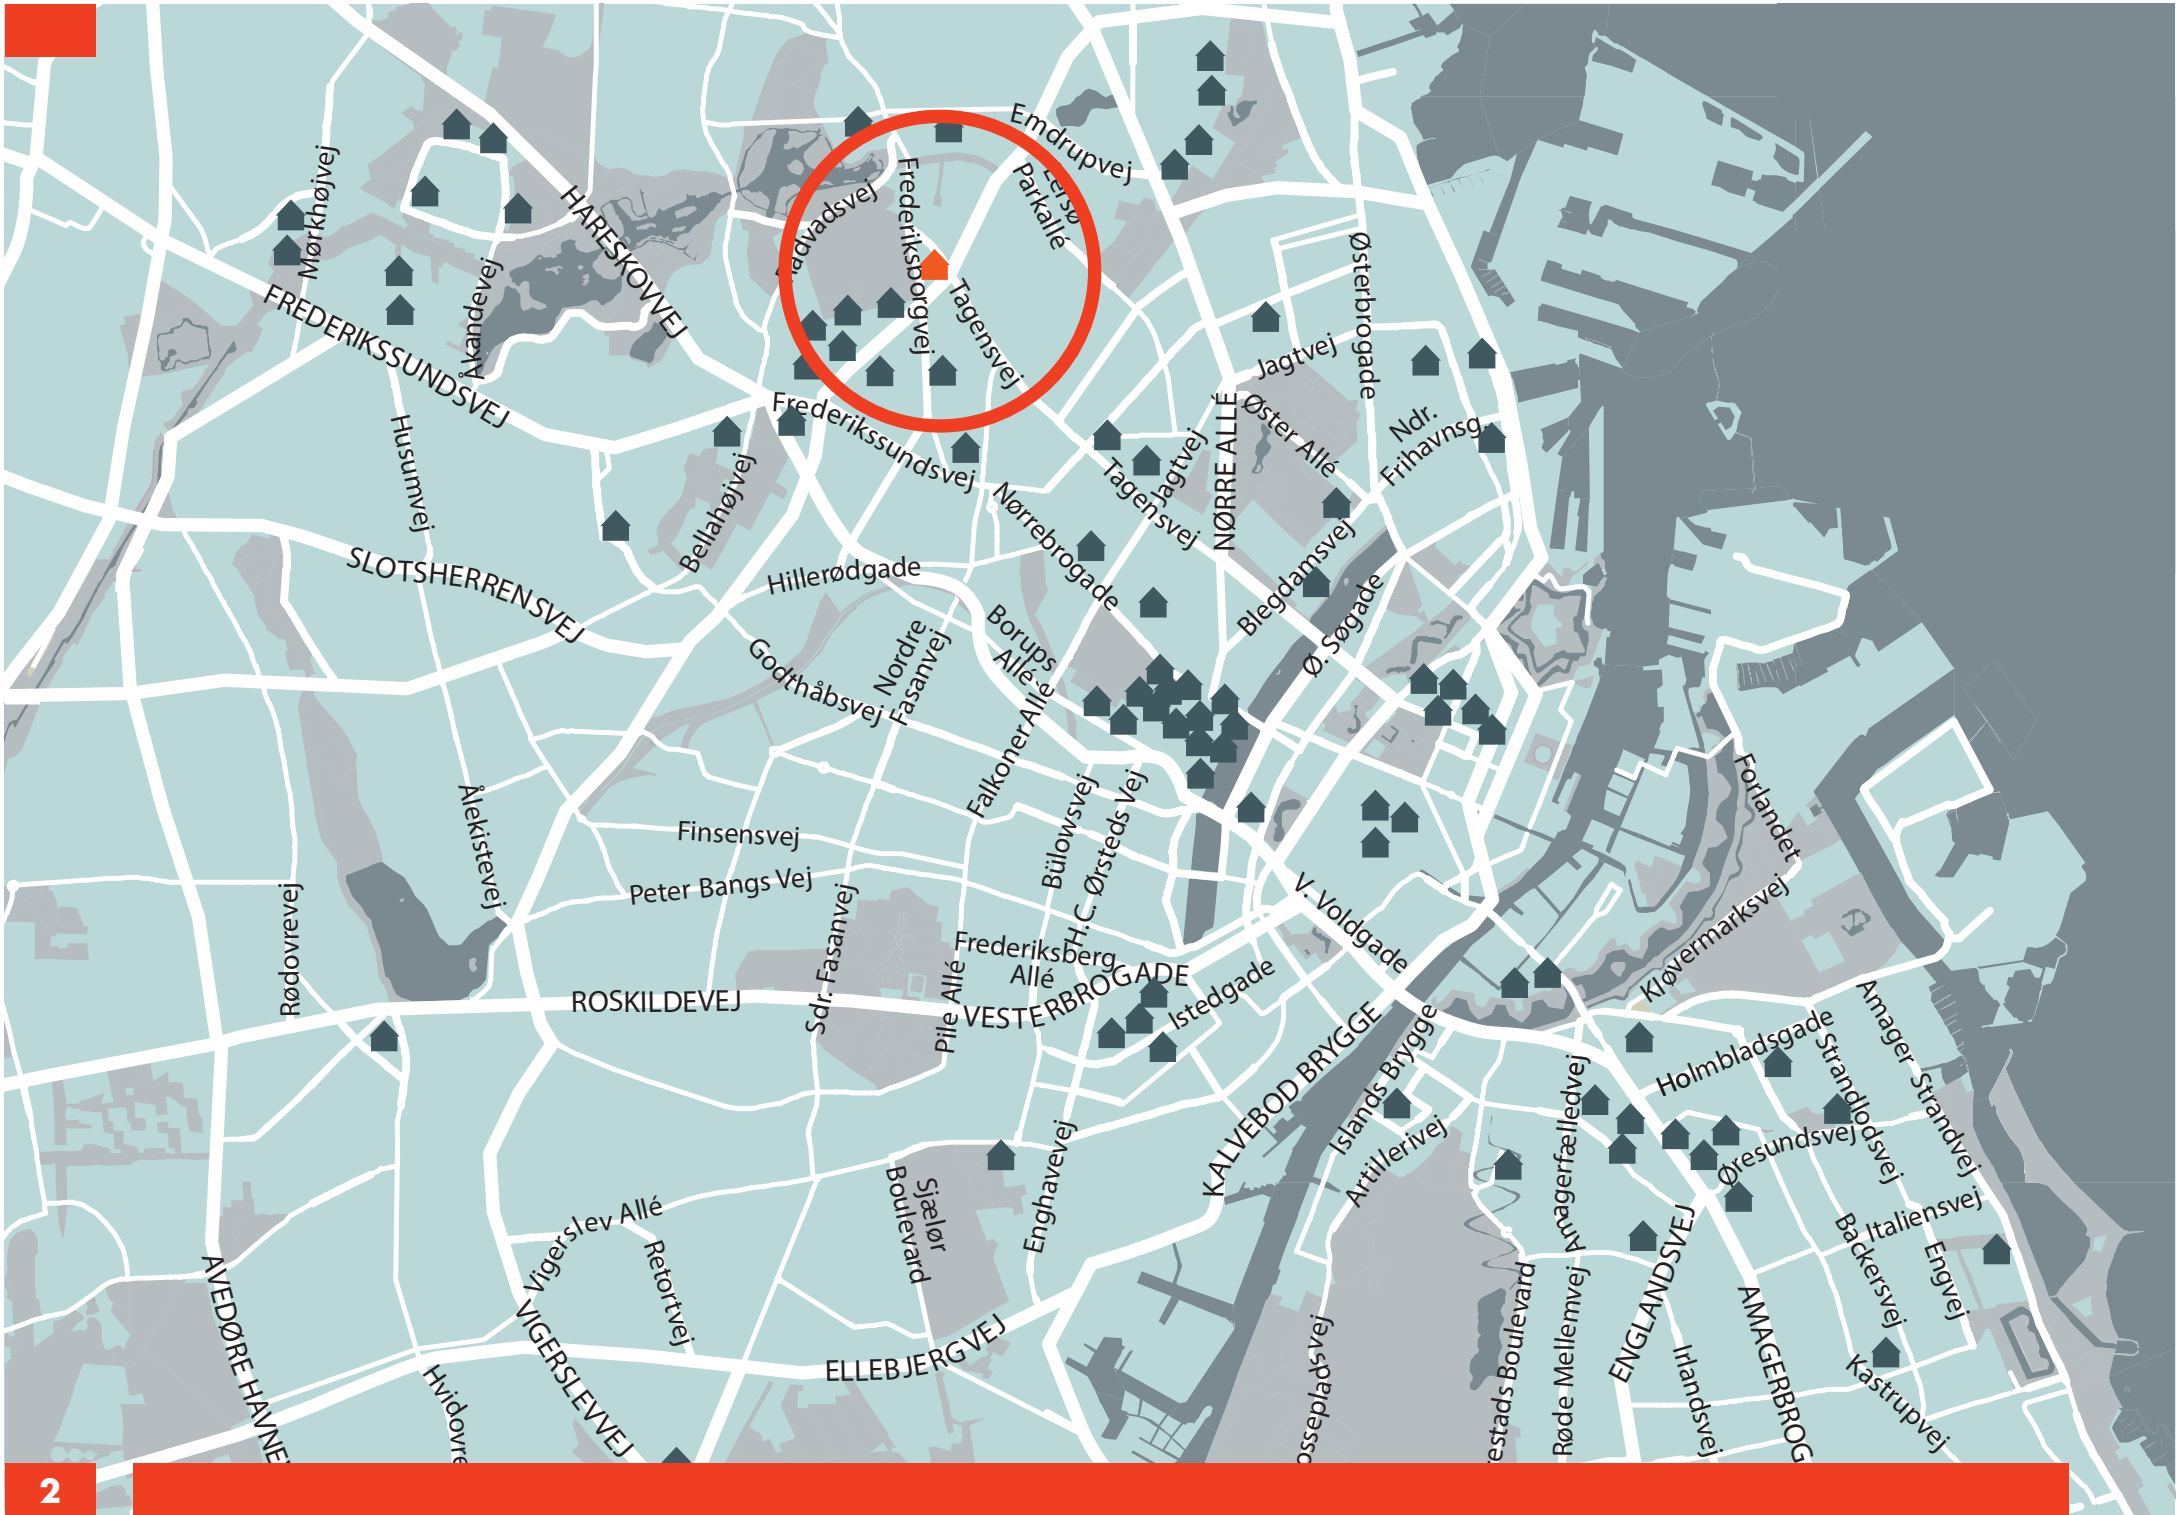 Emdrupvej
Lersø
Parkallé
Frederiksborgvej
Mørkhøjvej
HARESKOVVEJ
Tagensvej
Østerbrogade
Åkandevej
FREDERIKSSUNDSVEJ
Jagtvej
Frederikssundsvej
NØRRE ALLÉ
Øster Allé
Ndr.
Frihavnsg.
Husumvej
Bellahøjvej
Jagtvej
Tagensvej
Nørrebrogade
Blegdamsvej
SLOTSHERRENSVEJ
Hillerødgade
Ø. Søgade
Borups
Allé
Nordre
Fasanvej
Godthåbsvej
Falkoner Allé
Forlandet
Ålekistevej
Bülowsvej
H.C. Ørsteds Vej
Finsensvej
Peter Bangs Vej
V. Voldgade
Kløvermarksvej
Rødovrevej
Sdr. Fasanvej
Frederiksberg
Allé
Pile Allé
ROSKILDEVEJ
VESTERBROGADE
Istedgade
KALVEBOD BRYGGE
Islands Brygge
Artillerivej
Amager Strandvej
Holmbladsgade
Strandlodsvej
Amagerfælledvej
Øresundsvej
Enghavevej
Sjælør
Boulevard
Vigerslev Allé
Retortvej
Italiensvej
Backersvej
Engvej
ENGLANDSVEJ
AMAGERBROG
Røde Mellemvej
Irlandsvej
Kastrupvej
ELLEBJERGVEJ
VIGERSLEVVEJ
Hvidovre
2